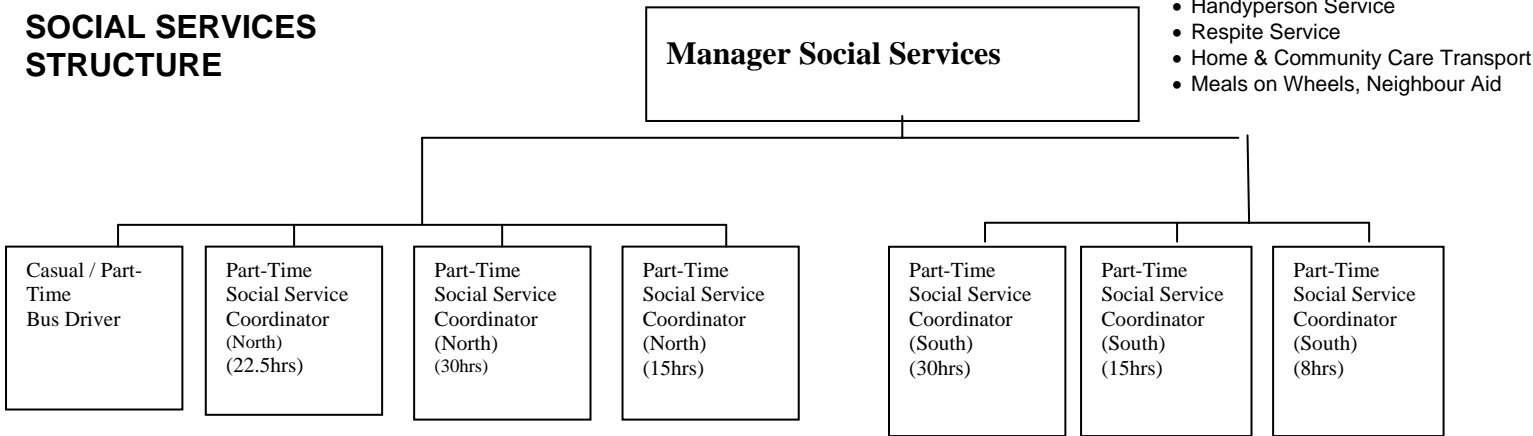 SOCIAL SERVICES
STRUCTURE
Manager Social Services
• Handyperson Service
• Respite Service
• Home & Community Care Transport
• Meals on Wheels, Neighbour Aid
Casual / Part-
Time
Bus Driver
Part-Time
Social Service
Coordinator
(North)
(22.5hrs)
Part-Time
Social Service
Coordinator
(North)
(30hrs)
Part-Time
Social Service
Coordinator
(North)
(15hrs)
Part-Time
Social Service
Coordinator
(South)
(30hrs)
Part-Time
Social Service
Coordinator
(South)
(15hrs)
Part-Time
Social Service
Coordinator
(South)
(8hrs)